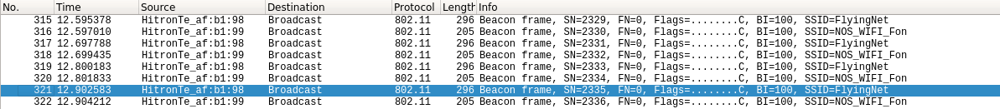 No. Time Source Destination Protocol Length Info
315 12.595378 HitronTe_af:b1:98 Broadcast 802.11 296 Beacon frame, SN=2329, FN=0, Flags=........C, BI=100, SSID=FlyingNet
316 12.597010 HitronTe_af:b1:99 Broadcast 802.11 205 Beacon frame, SN=2330, FN=0, Flags=........C, BI=100, SSID=NOS_WIFI_Fon
317 12.697788 HitronTe_af:b1:98 Broadcast 802.11 296 Beacon frame, SN=2331, FN=0, Flags=........C, BI=100, SSID=FlyingNet
318 12.699435 HitronTe_af:b1:99 Broadcast 802.11 205 Beacon frame, SN=2332, FN=0, Flags=........C, BI=100, SSID=NOS_WIFI_Fon
319 12.800183 HitronTe_af:b1:98 Broadcast 802.11 296 Beacon frame, SN=2333, FN=0, Flags=........C, BI=100, SSID=FlyingNet
320 12.801833 HitronTe_af:b1:99 Broadcast 802.11 205 Beacon frame, SN=2334, FN=0, Flags=........C, BI=100, SSID=NOS_WIFI_Fon
321 12.902583 HitronTe_af:b1:98 Broadcast 802.11 296 Beacon frame, SN=2335, FN=0, Flags=........C, BI=100, SSID=FlyingNet
322 12.904212 HitronTe_af:b1:99 Broadcast 802.11 205 Beacon frame, SN=2336, FN=0, Flags=........C, BI=100, SSID=NOS_WIFI_Fon